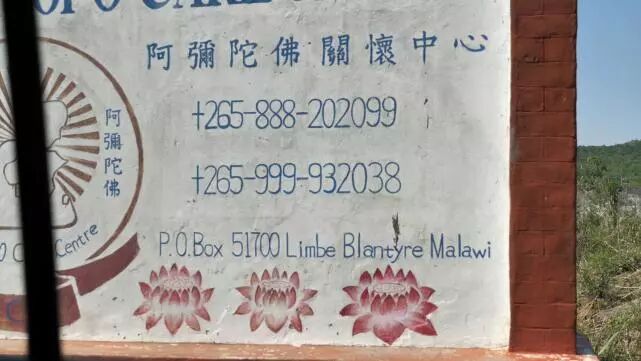 阿彌陀佛關懷中心
+265-888-202099
+265-999-932038
P.O.Box 51700 Limbe Blantyre Malawi
阿彌陀佛
Centre